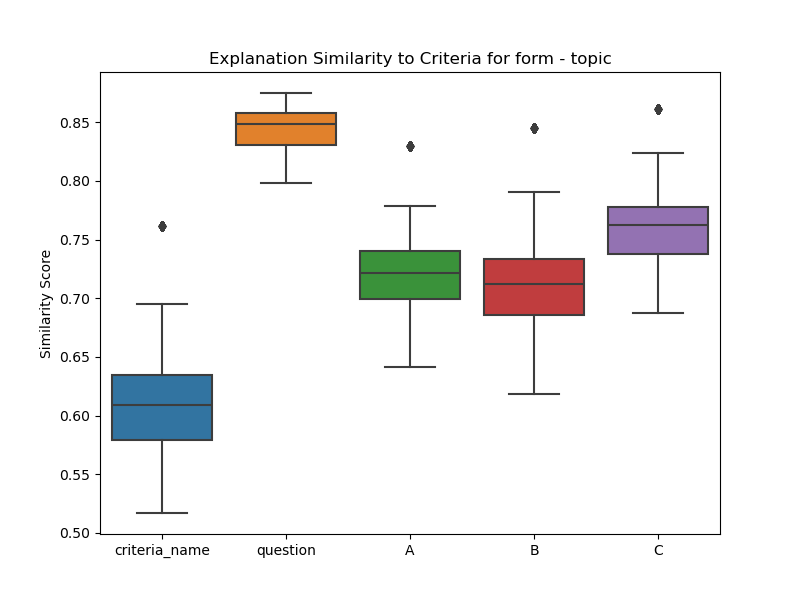 Explanation Similarity to Criteria for form - topic
Similarity Score
0.85
0.80
0.75
0.70
0.65
0.60
0.55
0.50
criteria_name question A B C